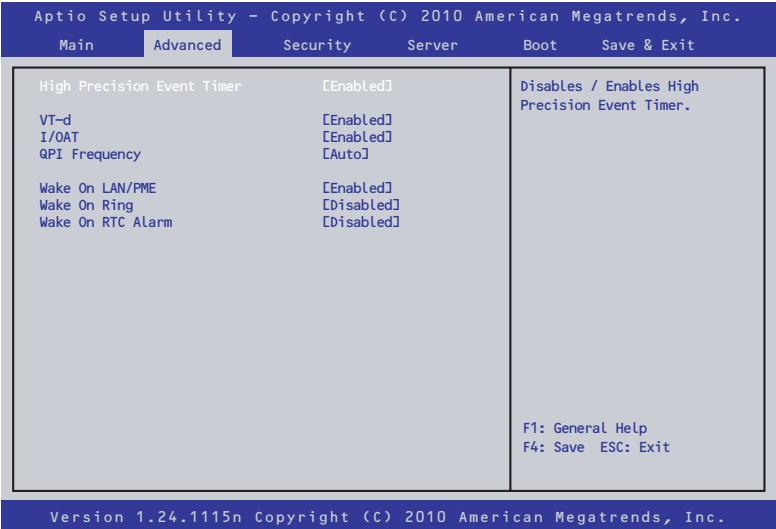 Aptio Setup Utility – Copyright (C) 2010 American Megatrends, Inc.
Main Advanced Security Server Boot Save & Exit
High Precision Event Timer [Enabled]
VT-d [Enabled]
I/OAT [Enabled]
QPI Frequency [Auto]
Wake On LAN/PME [Enabled]
Wake On Ring [Disabled]
Wake On RTC Alarm [Disabled]
Disables / Enables High
Precision Event Timer.
F1: General Help
F4: Save ESC: Exit
Version 1.24.1115n Copyright (C) 2010 American Megatrends, Inc.